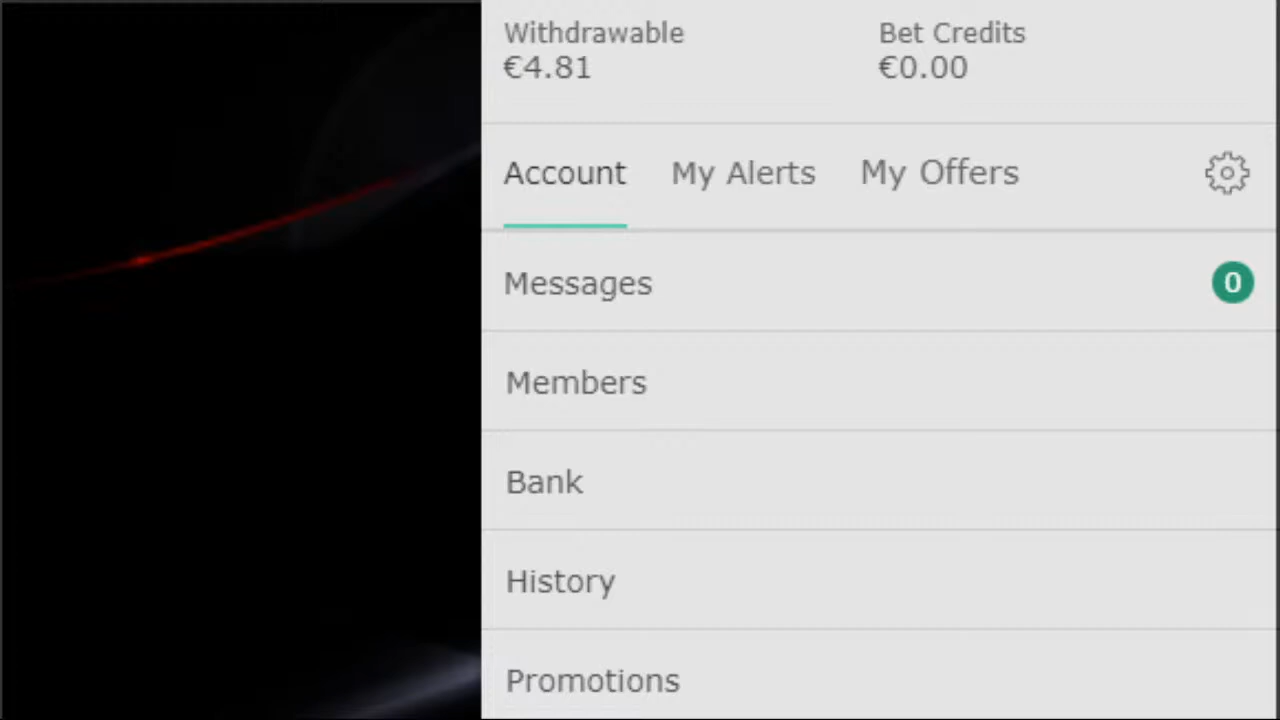 Withdrawable Bet Credits
€4.81 €0.00
Account My Alerts My Offers
Messages 0
Members
Bank
History
Promotions